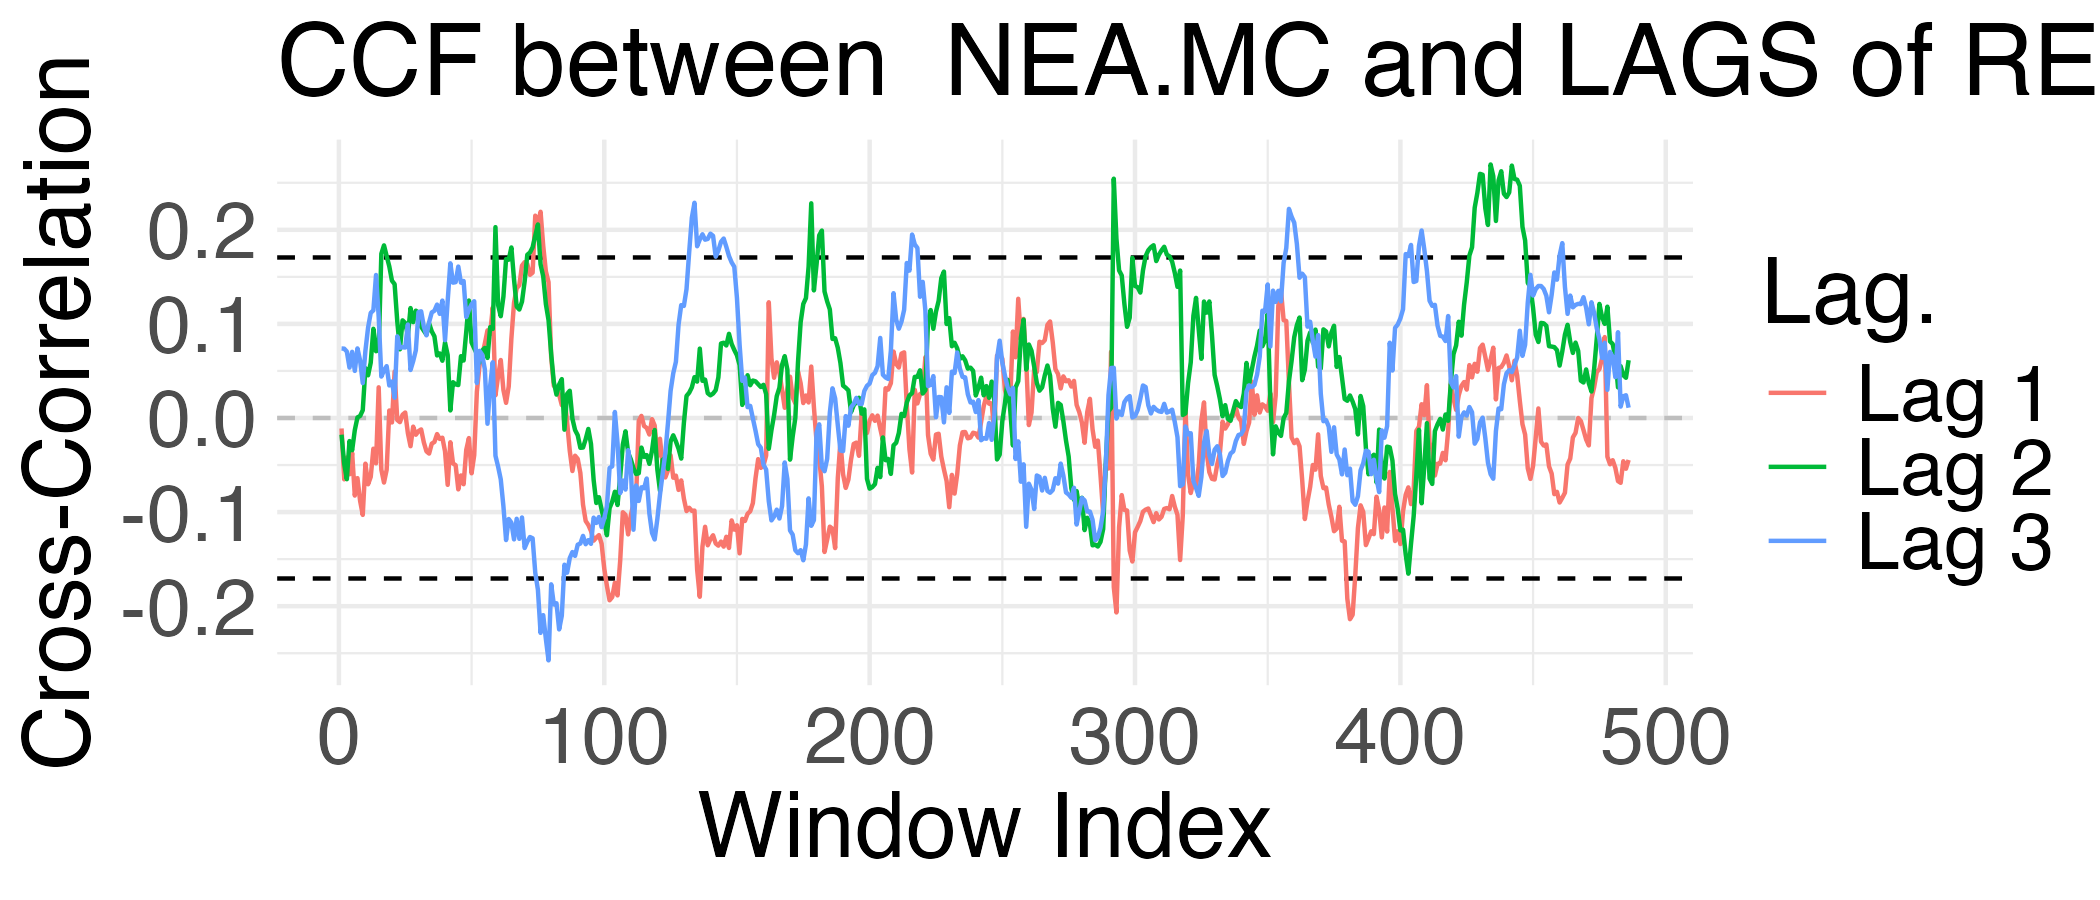 CCF between  NEA.MC and LAGS of RE
Cross-Correlation
0.2
0.1
0.0
-0.1
-0.2
0 100 200 300 400 500
Window Index
Lag.
Lag 1
Lag 2
Lag 3